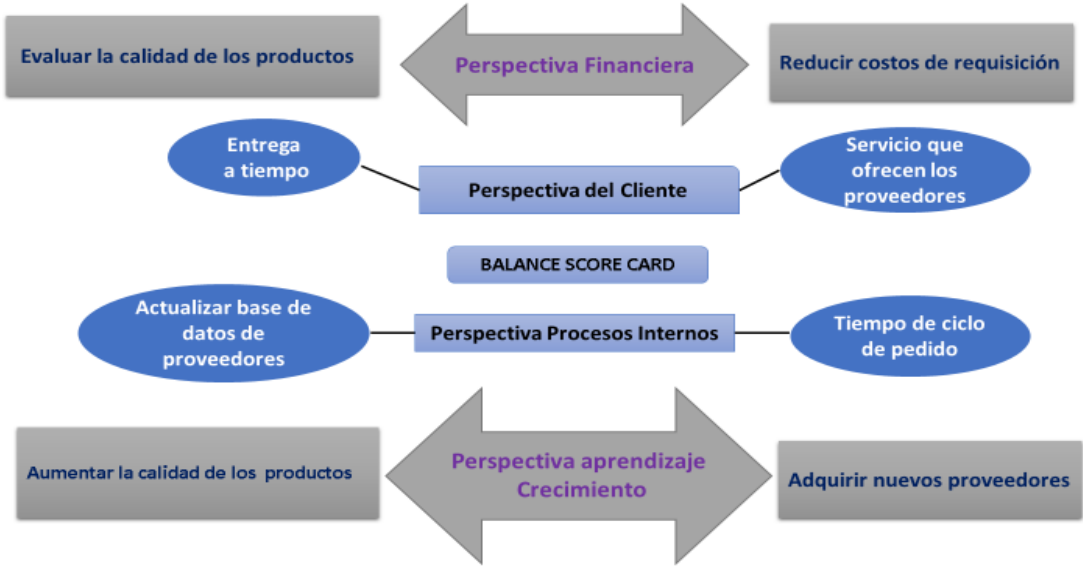 Evaluar la calidad de los productos
Perspectiva Financiera
Reducir costos de requisición
Entrega
a tiempo
Perspectiva del Cliente
Servicio que
ofrecen los
proveedores
BALANCE SCORE CARD
Actualizar base de
datos de
proveedores
Perspectiva Procesos Internos
Tiempo de ciclo
de pedido
Aumentar la calidad de los productos
Perspectiva aprendizaje
Crecimiento
Adquirir nuevos proveedores